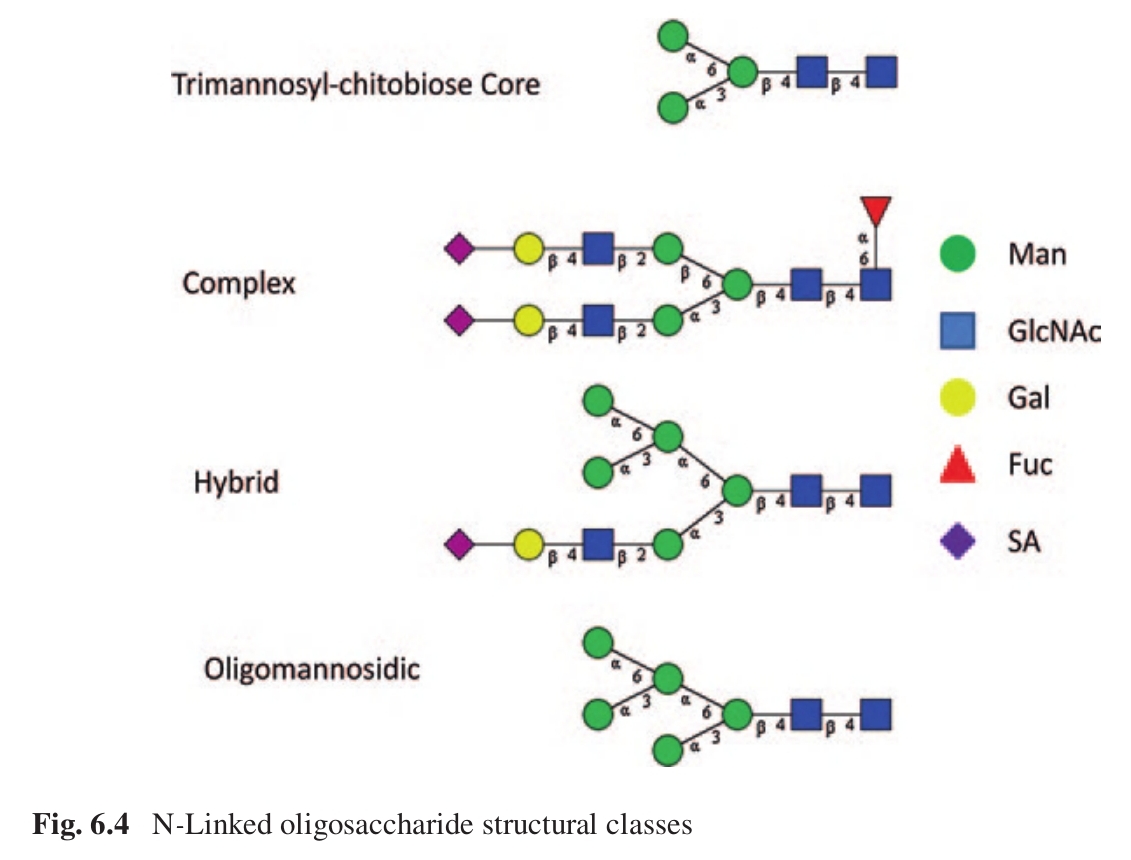 Trimannosyl-chitobiose Core
α 6
α 3
β 4
β 4
Complex
β 4
β 2
β 6
β 4
β 2
α 3
β 4
β 4
α
6
Man
GlcNAc
Gal
Fuc
SA
Hybrid
α 6
α 3
α
6
β 4
β 2
α
3
β 4
β 4
Oligomannosidic
α 6
α 3
α 6
α 3
β 4
β 4
Fig. 6.4 N-Linked oligosaccharide structural classes